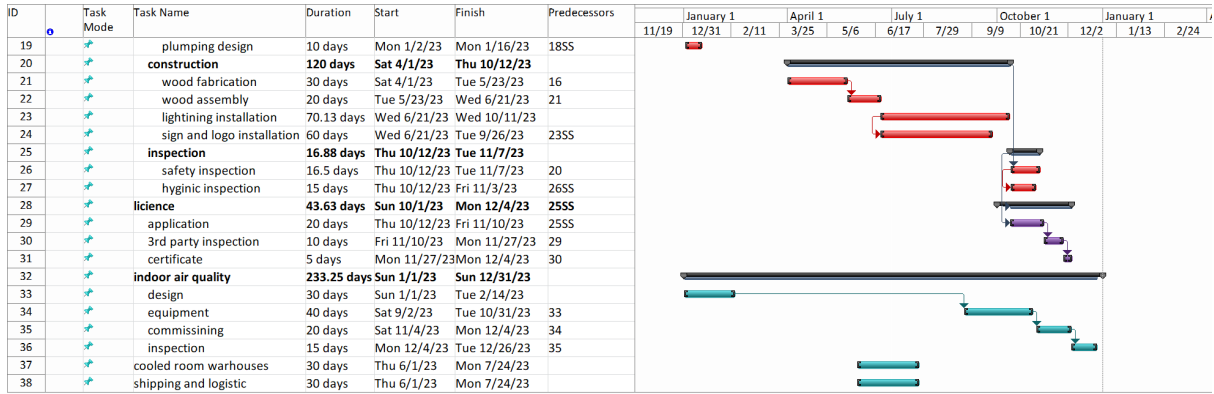 ID Task Mode Task Name Duration Start Finish Predecessors
January 1 April 1 July 1 October 1 January 1 A
11/19 12/31 2/11 3/25 5/6 6/17 7/29 9/9 10/21 12/2 1/13 2/24
19 plumping design 10 days Mon 1/2/23 Mon 1/16/23 18SS
20 construction 120 days Sat 4/1/23 Thu 10/12/23
21 wood fabrication 30 days Sat 4/1/23 Tue 5/23/23 16
22 wood assembly 20 days Tue 5/23/23 Wed 6/21/23 21
23 lightining installation 70.13 days Wed 6/21/23 Wed 10/11/23
24 sign and logo installation 60 days Wed 6/21/23 Tue 9/26/23 23SS
25 inspection 16.88 days Thu 10/12/23 Tue 11/7/23
26 safety inspection 16.5 days Thu 10/12/23 Tue 11/7/23 20
27 hyginic inspection 15 days Thu 10/12/23 Fri 11/3/23 26SS
28 licience 43.63 days Sun 10/1/23 Mon 12/4/23 25SS
29 application 20 days Thu 10/12/23 Fri 11/10/23 25SS
30 3rd party inspection 10 days Fri 11/10/23 Mon 11/27/23 29
31 certificate 5 days Mon 11/27/23 Mon 12/4/23 30
32 indoor air quality 233.25 days Sun 1/1/23 Sun 12/31/23
33 design 30 days Sun 1/1/23 Tue 2/14/23
34 equipment 40 days Sat 9/2/23 Tue 10/31/23 33
35 commissining 20 days Sat 11/4/23 Mon 12/4/23 34
36 inspection 15 days Mon 12/4/23 Tue 12/26/23 35
37 cooled room warhouses 30 days Thu 6/1/23 Mon 7/24/23
38 shipping and logistic 30 days Thu 6/1/23 Mon 7/24/23